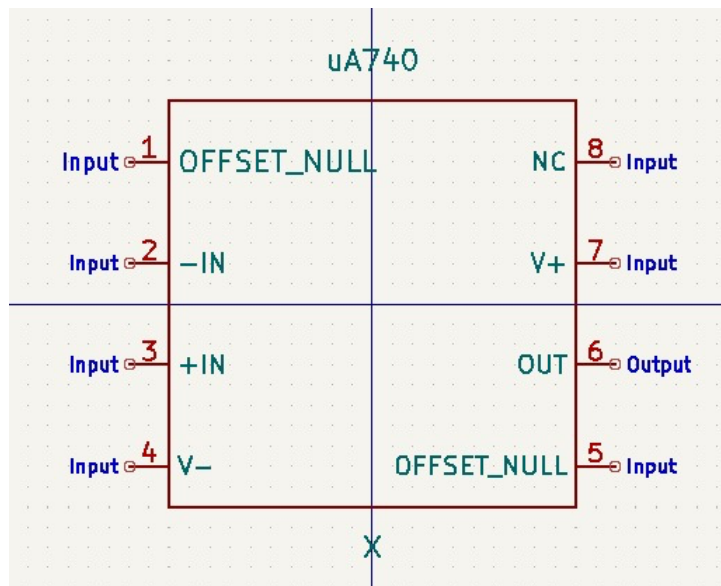 uA740
Input 1 OFFSET_NULL NC 8 Input
Input 2 -IN V+ 7 Input
Input 3 +IN OUT 6 Output
Input 4 V- OFFSET_NULL 5 Input
X